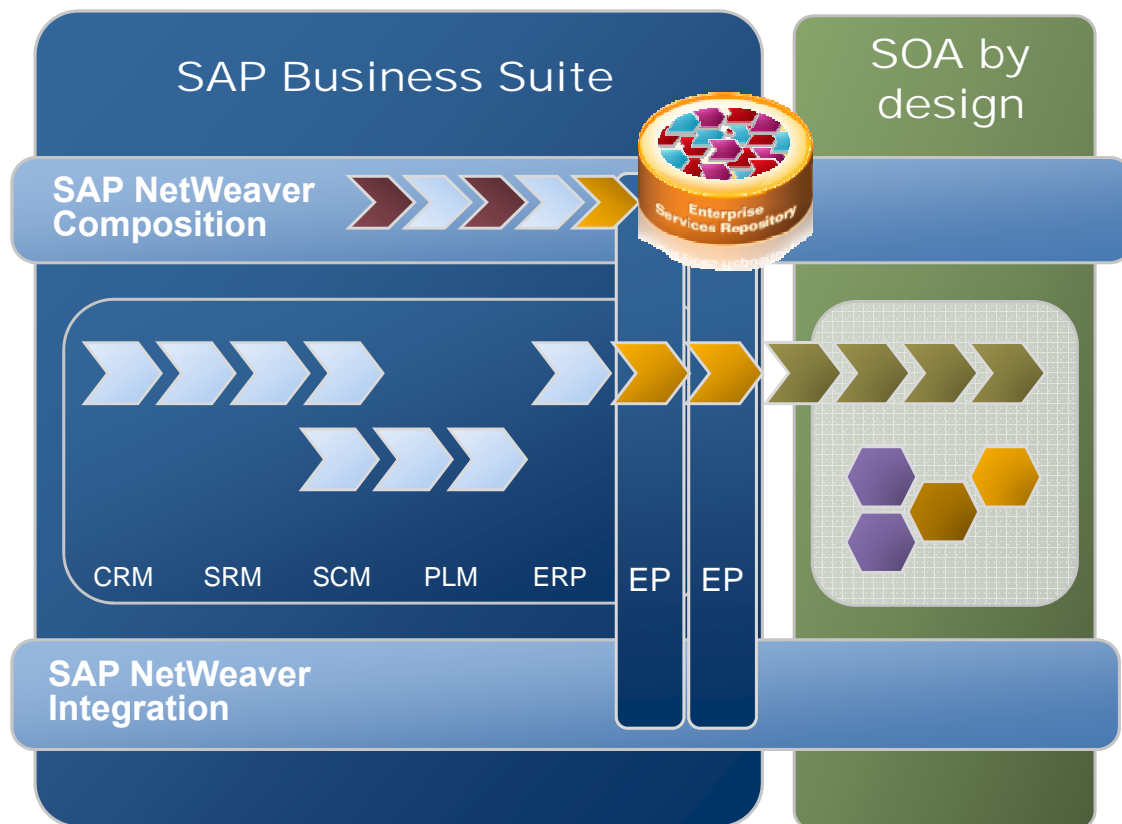 SAP Business Suite
SOA by
design
SAP NetWeaver
Composition
Enterprise
Services Repository
CRM SRM SCM PLM ERP EP EP
SAP NetWeaver
Integration